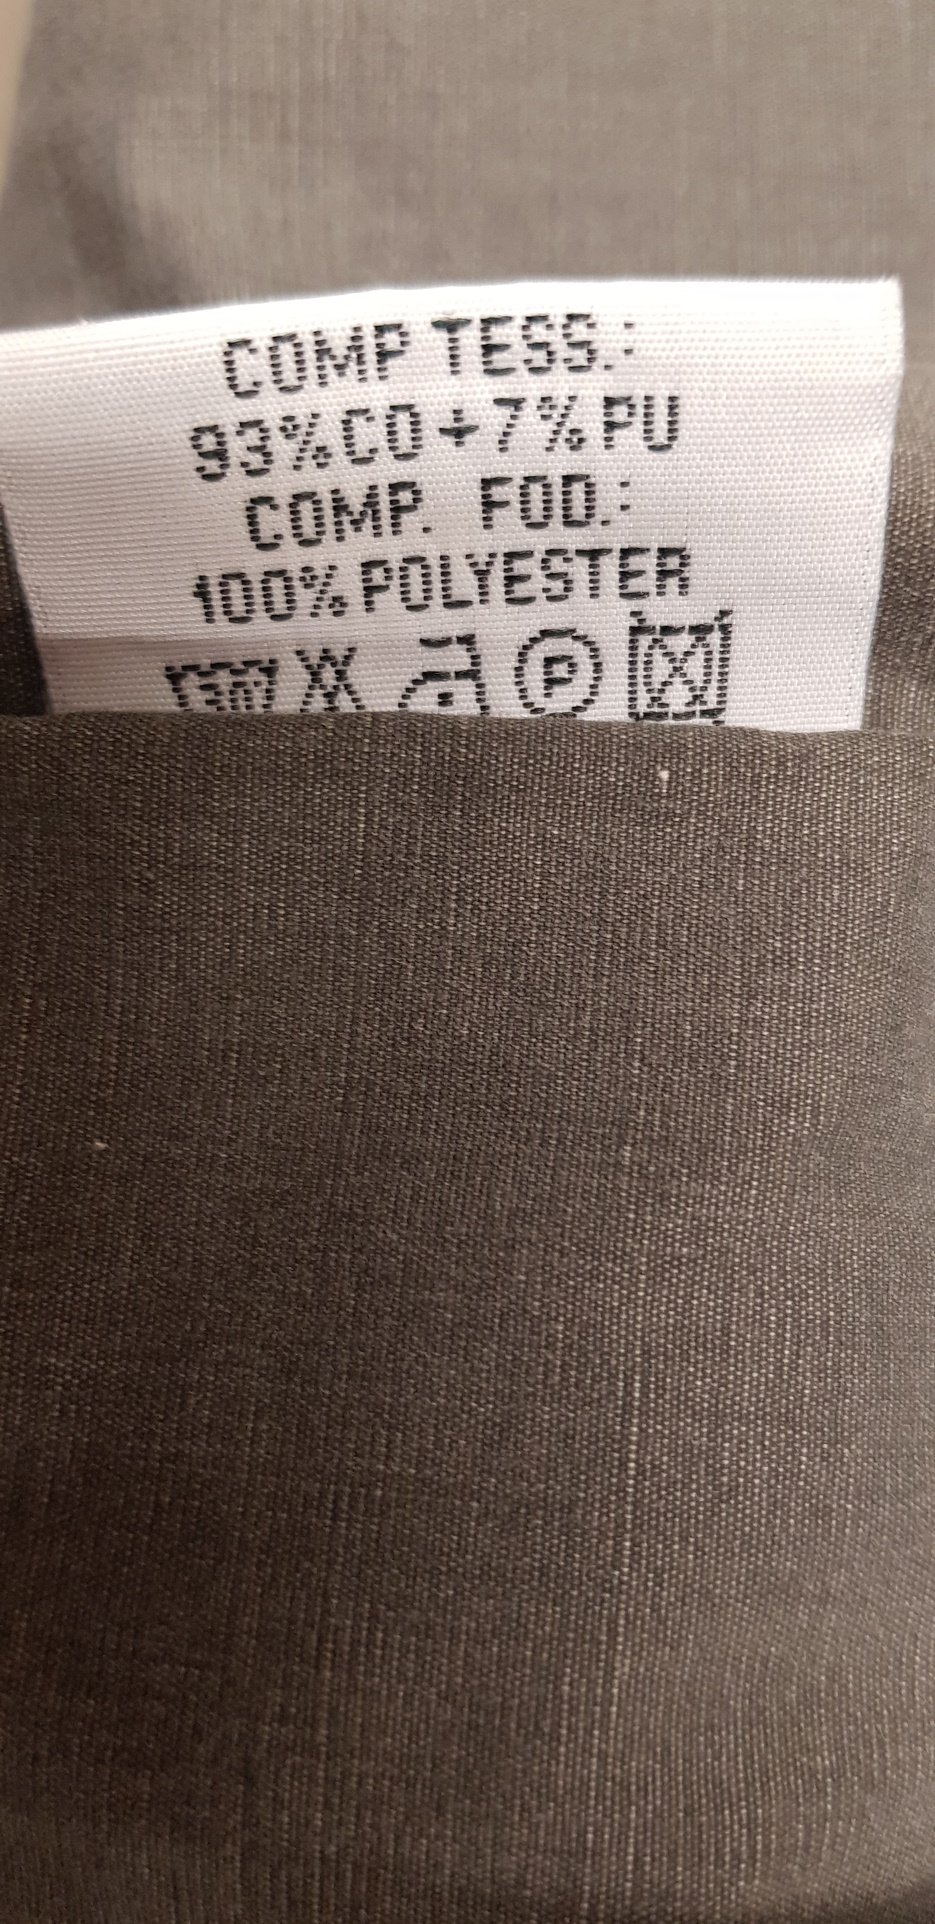 COMP TESS.:
93% CO + 7% PU
COMP. FOD.:
100% POLYESTER
P